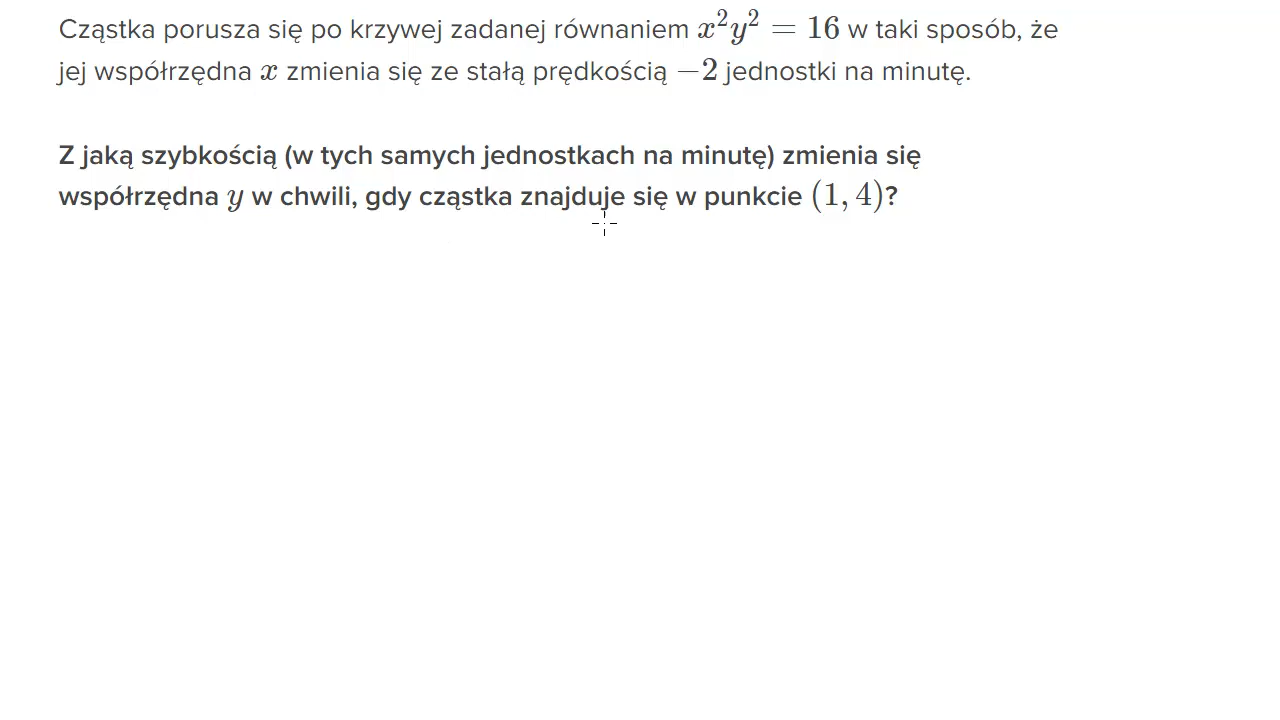 Cząstka porusza się po krzywej zadanej równaniem x²y² = 16 w taki sposób, że
jej współrzędna x zmienia się ze stałą prędkością −2 jednostki na minutę.
Z jaką szybkością (w tych samych jednostkach na minutę) zmienia się
współrzędna y w chwili, gdy cząstka znajduje się w punkcie (1, 4)?